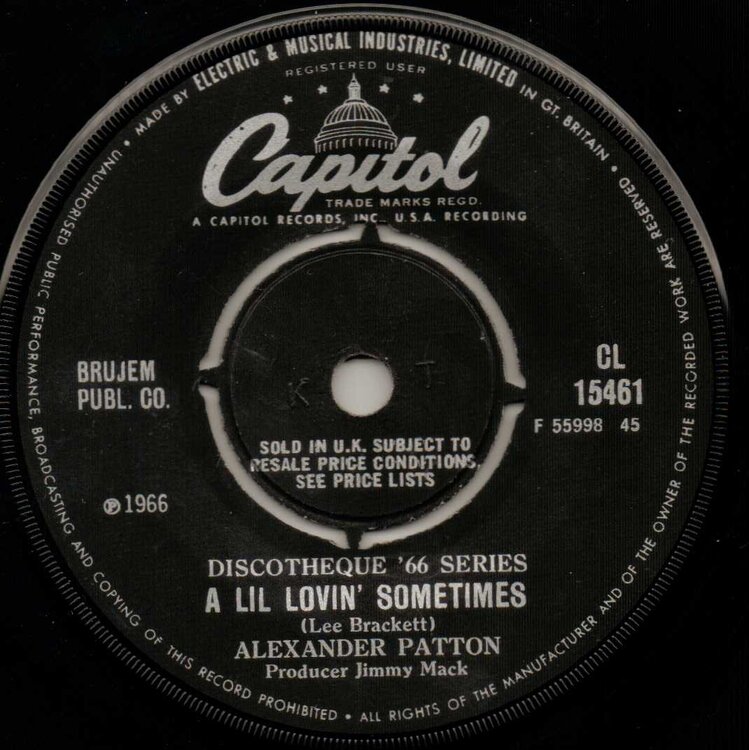 MADE BY ELECTRIC & MUSICAL INDUSTRIES, LIMITED IN GT. BRITAIN • ALL RIGHTS OF THE MANUFACTURER AND OF THE OWNER OF THE RECORDED WORK ARE RESERVED • UNAUTHORISED PUBLIC PERFORMANCE, BROADCASTING AND COPYING OF THIS RECORD PROHIBITED •
REGISTERED USER
Capitol
TRADE MARKS REGD.
A CAPITOL RECORDS, INC. U.S.A. RECORDING
BRUJEM
PUBL. CO.
CL
15461
F 55998 45
K T.
SOLD IN U.K. SUBJECT TO
RESALE PRICE CONDITIONS,
SEE PRICE LISTS
℗ 1966
DISCOTHEQUE '66 SERIES
A LIL LOVIN' SOMETIMES
(Lee Brackett)
ALEXANDER PATTON
Producer Jimmy Mack